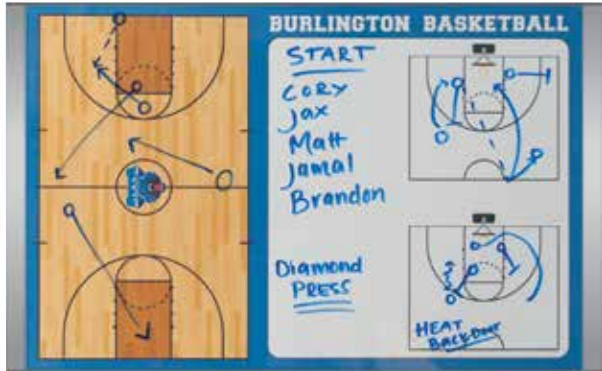 BURLINGTON BASKETBALL
START
CORY
Jax
Matt
Jamal
Brandon
Diamond
PRESS
HEAT
BACKDOOR